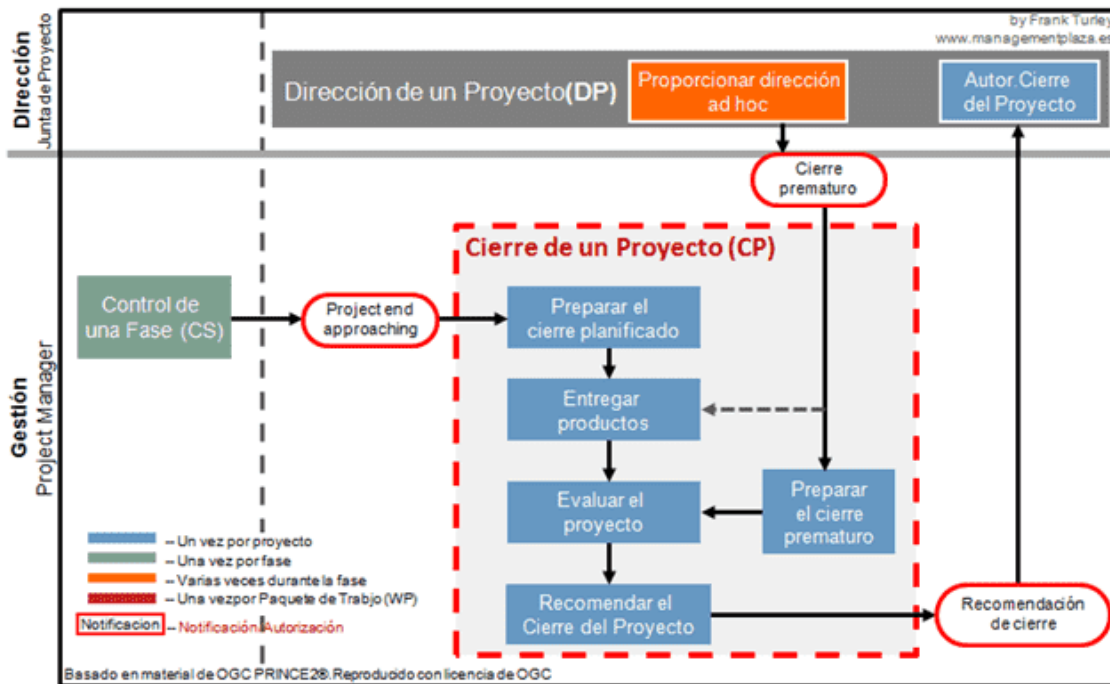 by Frank Turley
www.managementplaza.es
Dirección
Junta de Proyecto
Dirección de un Proyecto(DP)
Proporcionar dirección
ad hoc
Autor.Cierre
del Proyecto
Cierre
prematuro
Cierre de un Proyecto (CP)
Control de
una Fase (CS)
Project end
approaching
Preparar el
cierre planificado
Entregar
productos
Evaluar el
proyecto
Preparar
el cierre
prematuro
Recomendar el
Cierre del Proyecto
Recomendación
de cierre
Gestión
Project Manager
-- Un vez por proyecto
-- Una vez por fase
-- Varias veces durante la fase
-- Una vezpor Paquete de Trabjo (WP)
Notificacion -- Notificación/Autorización
Basado en material de OGC PRINCE2®.Reproducido con licencia de OGC